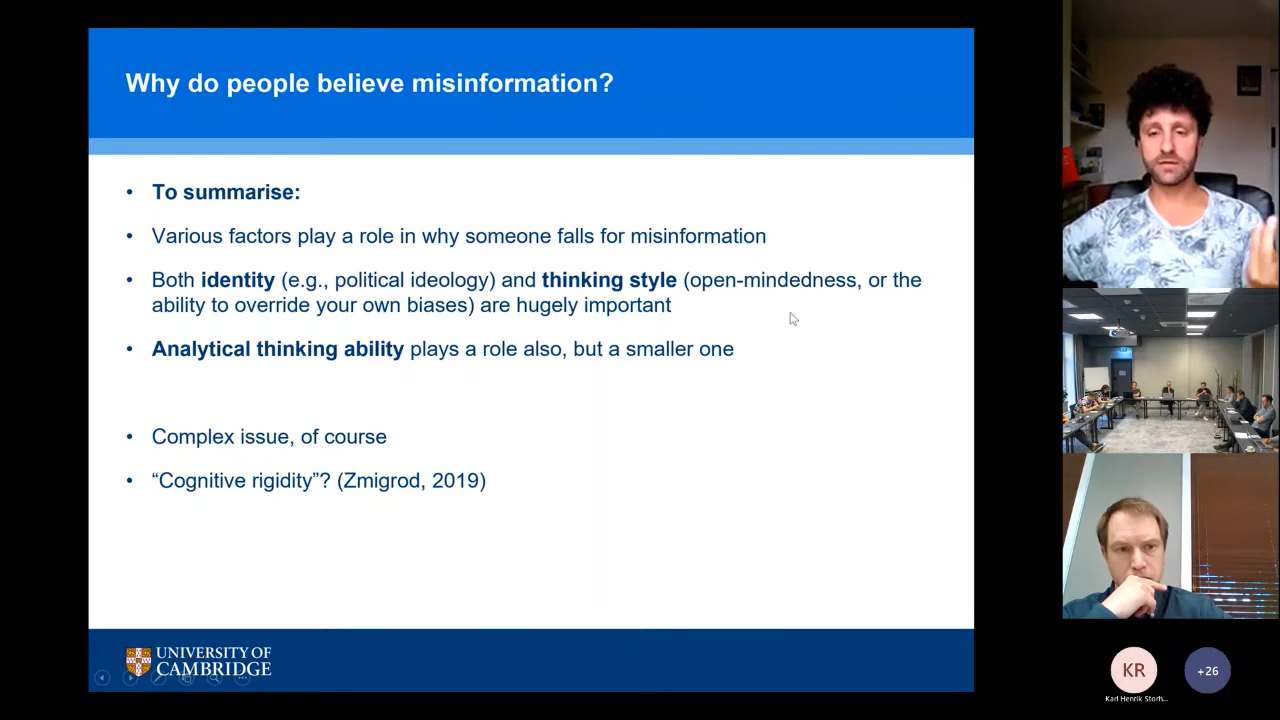 Why do people believe misinformation?
• To summarise:
• Various factors play a role in why someone falls for misinformation
• Both identity (e.g., political ideology) and thinking style (open-mindedness, or the
ability to override your own biases) are hugely important
• Analytical thinking ability plays a role also, but a smaller one
• Complex issue, of course
• “Cognitive rigidity”? (Zmigrod, 2019)
UNIVERSITY OF
CAMBRIDGE
KR
+26
Karl Henrik Storh...